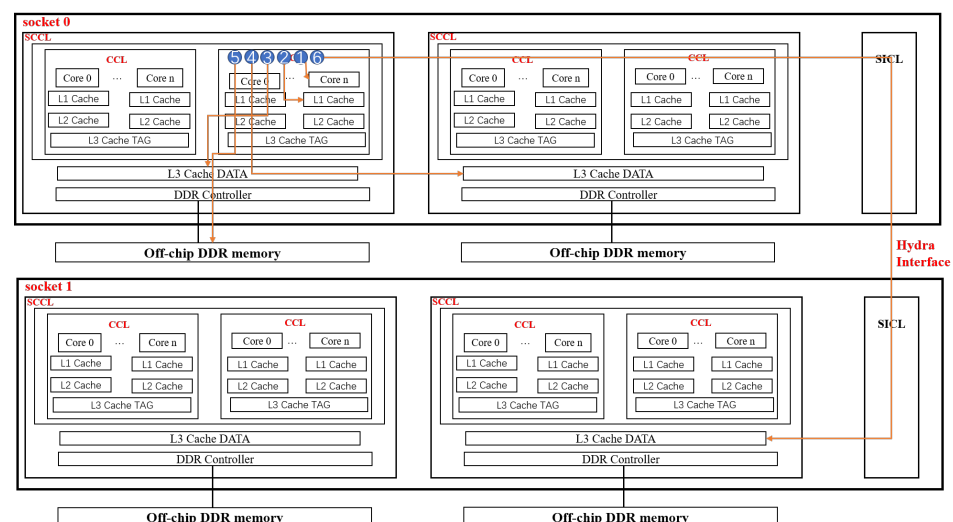 socket 0
SCCL
SCCL
CCL
5 4 3 2 1 6
CCL
CCL
SICL
Core 0 ... Core n
Core 0 ... Core n
Core 0 ... Core n
Core 0 ... Core n
L1 Cache L1 Cache
L1 Cache L1 Cache
L1 Cache L1 Cache
L1 Cache L1 Cache
L2 Cache L2 Cache
L2 Cache L2 Cache
L2 Cache L2 Cache
L2 Cache L2 Cache
L3 Cache TAG
L3 Cache TAG
L3 Cache TAG
L3 Cache TAG
L3 Cache DATA
L3 Cache DATA
DDR Controller
DDR Controller
Off-chip DDR memory
Off-chip DDR memory
Hydra
Interface
socket 1
SCCL
SCCL
CCL
CCL
CCL
CCL
SICL
Core 0 ... Core n
Core 0 ... Core n
Core 0 ... Core n
Core 0 ... Core n
L1 Cache L1 Cache
L1 Cache L1 Cache
L1 Cache L1 Cache
L1 Cache L1 Cache
L2 Cache L2 Cache
L2 Cache L2 Cache
L2 Cache L2 Cache
L2 Cache L2 Cache
L3 Cache TAG
L3 Cache TAG
L3 Cache TAG
L3 Cache TAG
L3 Cache DATA
L3 Cache DATA
DDR Controller
DDR Controller
Off-chip DDR memory
Off-chip DDR memory